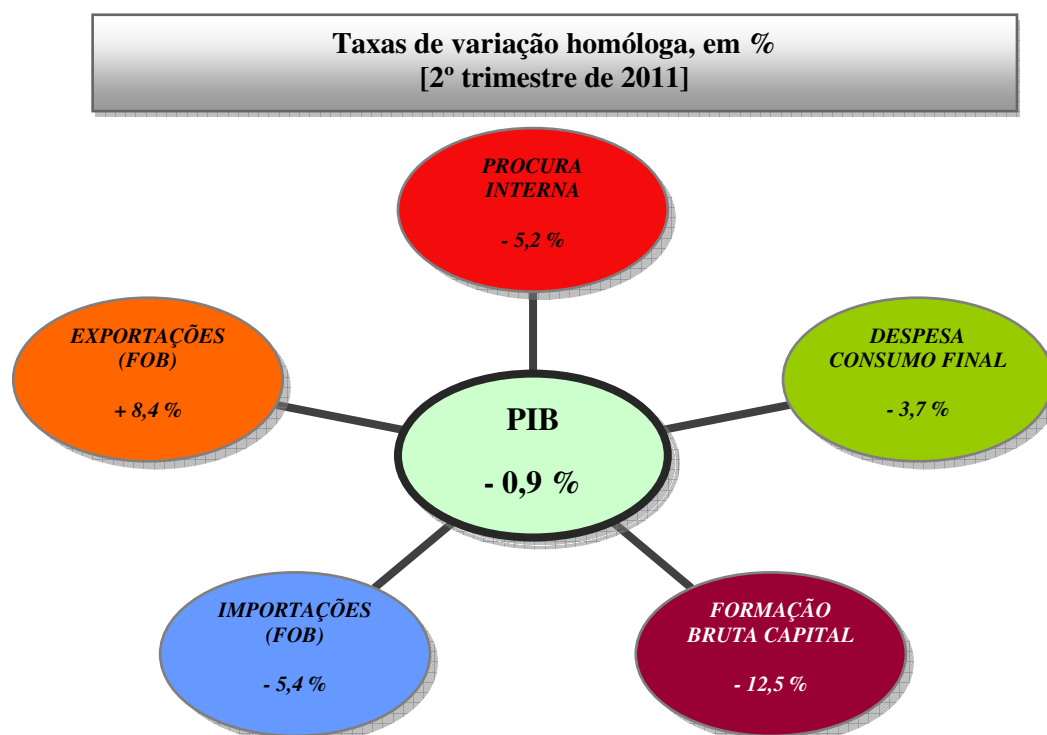 Taxas de variação homóloga, em %
[2º trimestre de 2011]
PROCURA
INTERNA
- 5,2 %
EXPORTAÇÕES
(FOB)
+ 8,4 %
DESPESA
CONSUMO FINAL
- 3,7 %
PIB
- 0,9 %
IMPORTAÇÕES
(FOB)
- 5,4 %
FORMAÇÃO
BRUTA CAPITAL
- 12,5 %